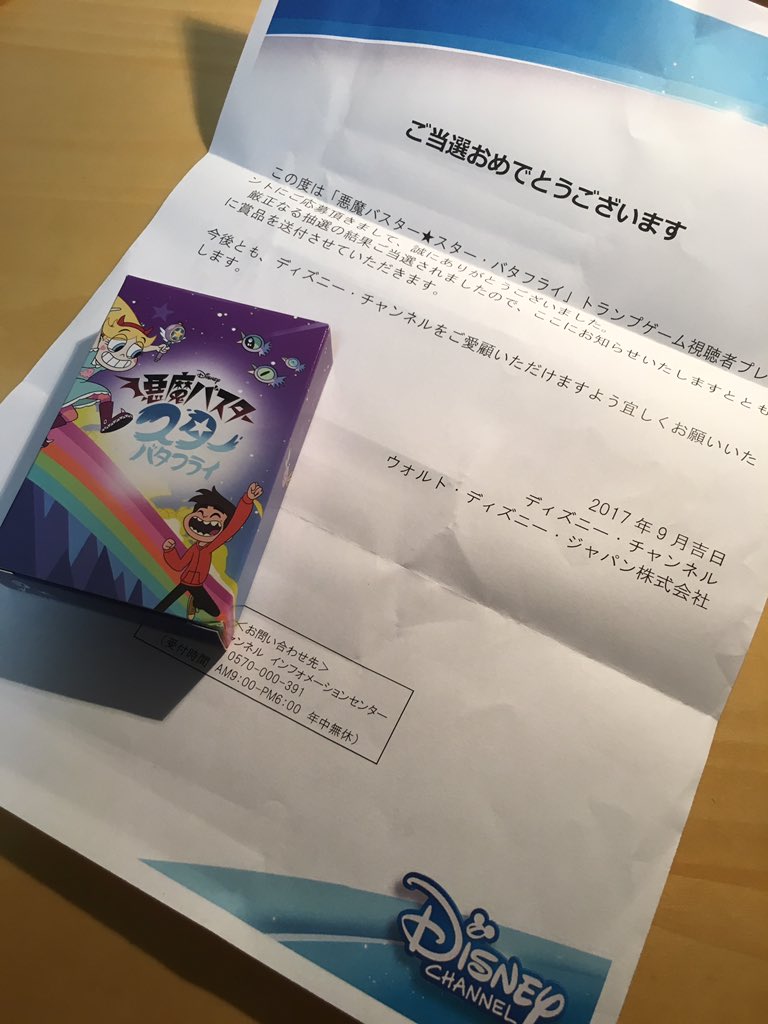 ご当選おめでとうございます
この度は「悪魔バスター★スター・バタフライ」トランプゲーム視聴者プレ
ントにご応募頂きまして、誠にありがとうございました。
厳正なる抽選の結果ご当選されましたので、ここにお知らせいたしますととも
に賞品を送付させていただきます。
今後とも、ディズニー・チャンネルをご愛顧いただけますよう宜しくお願いいた
します。
2017年9月吉日
ディズニー・チャンネル
ウォルト・ディズニー・ジャパン株式会社
Disney
悪魔バスター
スター
バタフライ
＜お問い合わせ先＞
ャンネル インフォメーションセンター
0570-000-391
(受付時間 AM9:00-PM6:00 年中無休)
Disney
CHANNEL